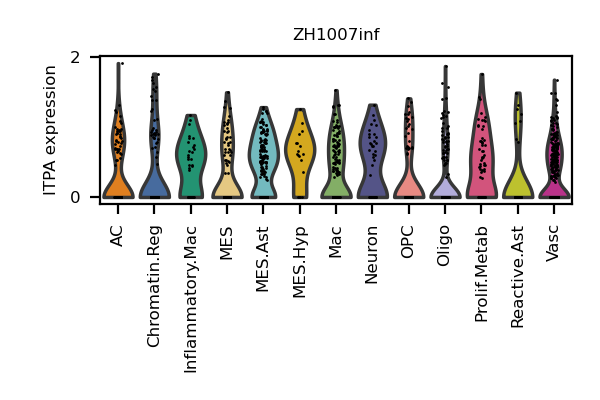 ZH1007inf
ITPA expression
2
0
AC
Chromatin.Reg
Inflammatory.Mac
MES
MES.Ast
MES.Hyp
Mac
Neuron
OPC
Oligo
Prolif.Metab
Reactive.Ast
Vasc